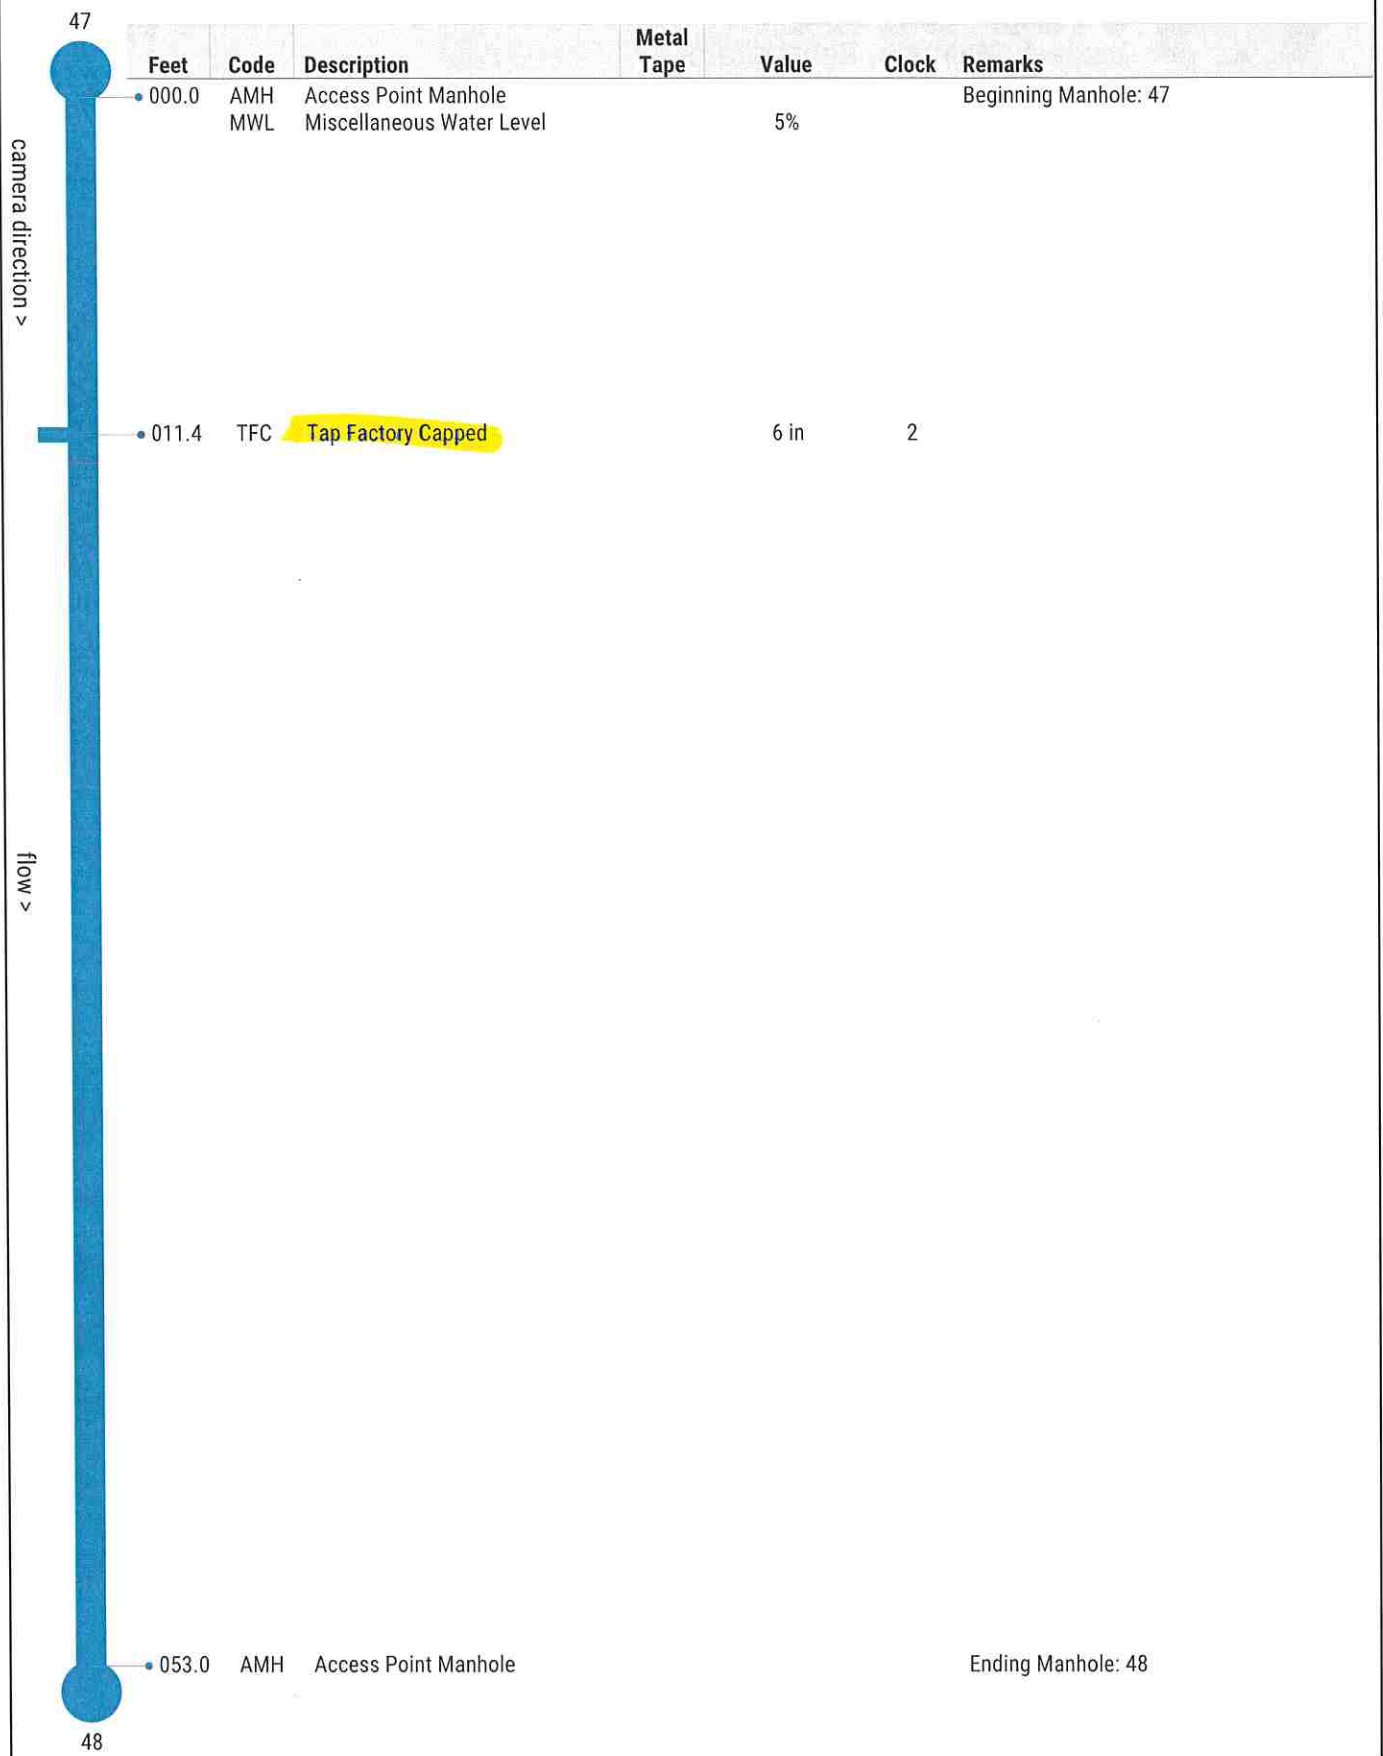 47
Metal
Feet Code Description Tape Value Clock Remarks
000.0 AMH Access Point Manhole Beginning Manhole: 47
MWL Miscellaneous Water Level 5%
camera direction >
011.4 TFC Tap Factory Capped 6 in 2
flow >
053.0 AMH Access Point Manhole Ending Manhole: 48
48